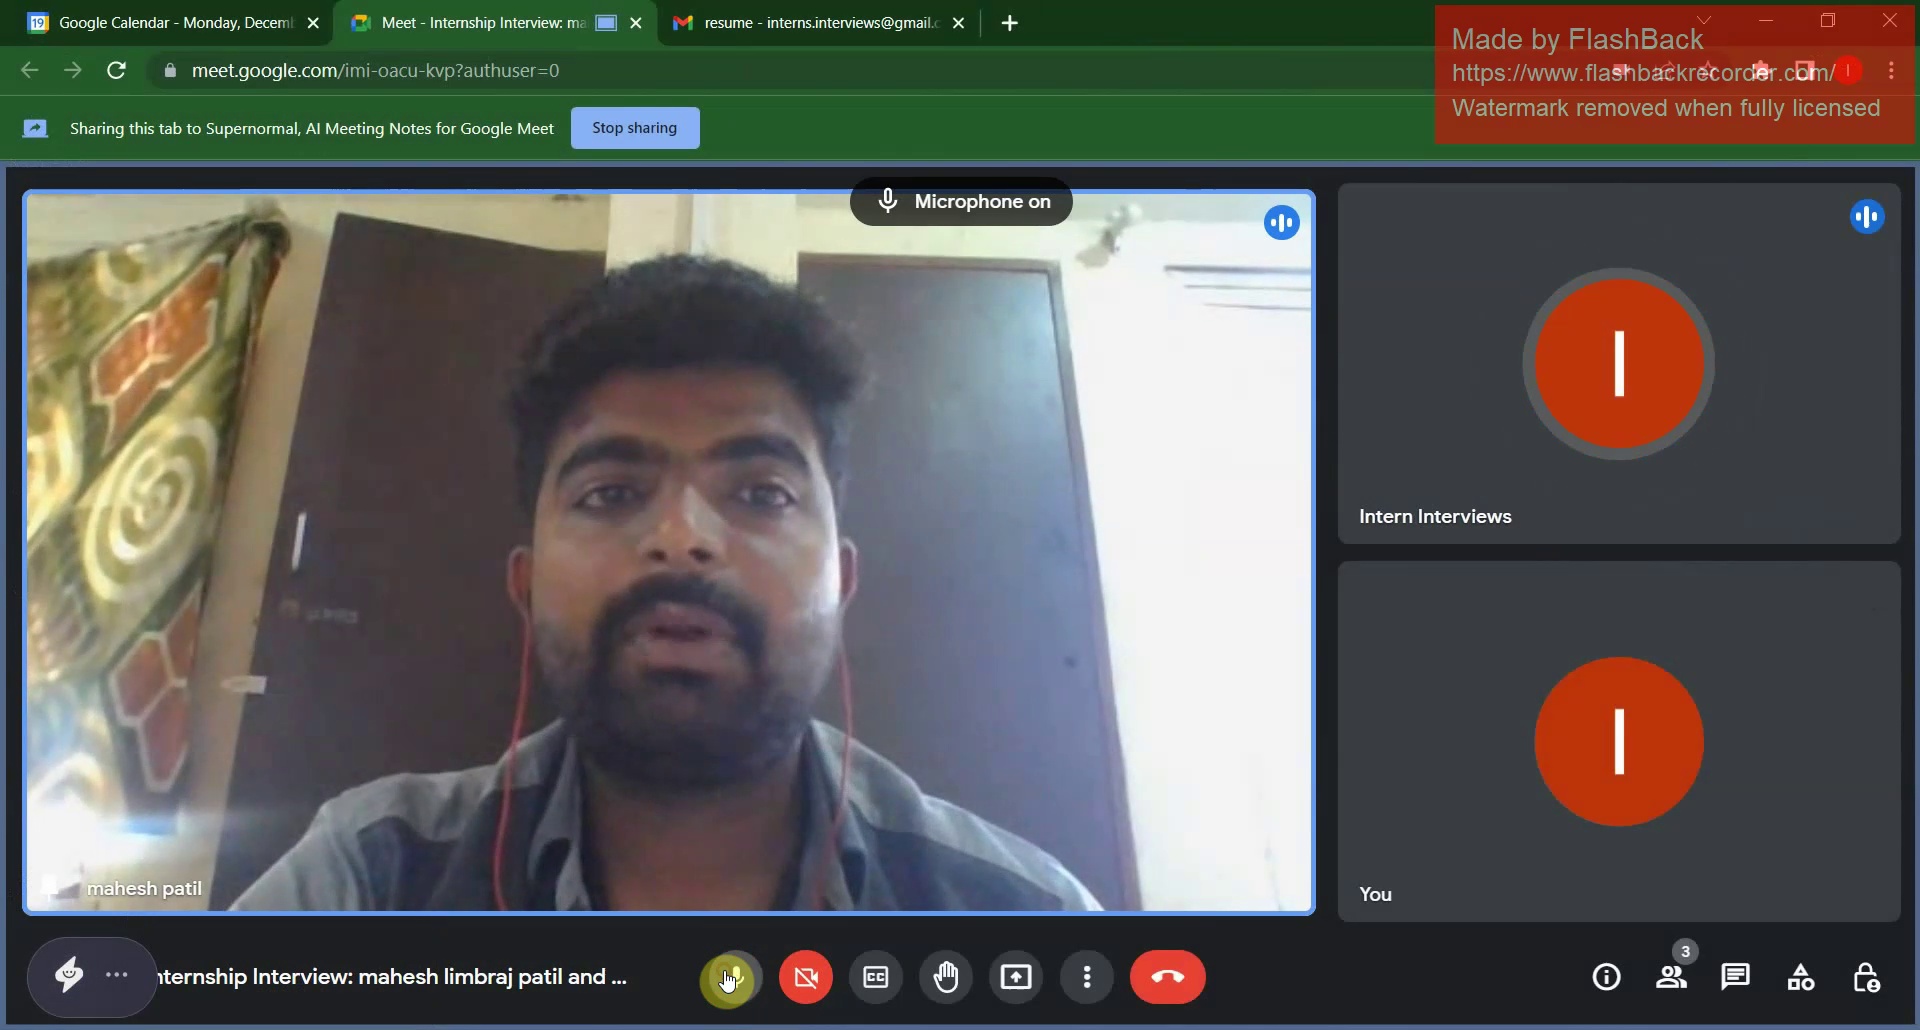 Google Calendar - Monday, Decem
Meet - Internship Interview: ma
resume - interns.interviews@gmail.c
Made by FlashBack
https://www.flashbackrecorder.com/
Watermark removed when fully licensed
meet.google.com/imi-oacu-kvp?authuser=0
Sharing this tab to Supernormal, AI Meeting Notes for Google Meet
Stop sharing
Microphone on
I
Intern Interviews
I
You
mahesh patil
nternship Interview: mahesh limbraj patil and ...
CC
3
19
I